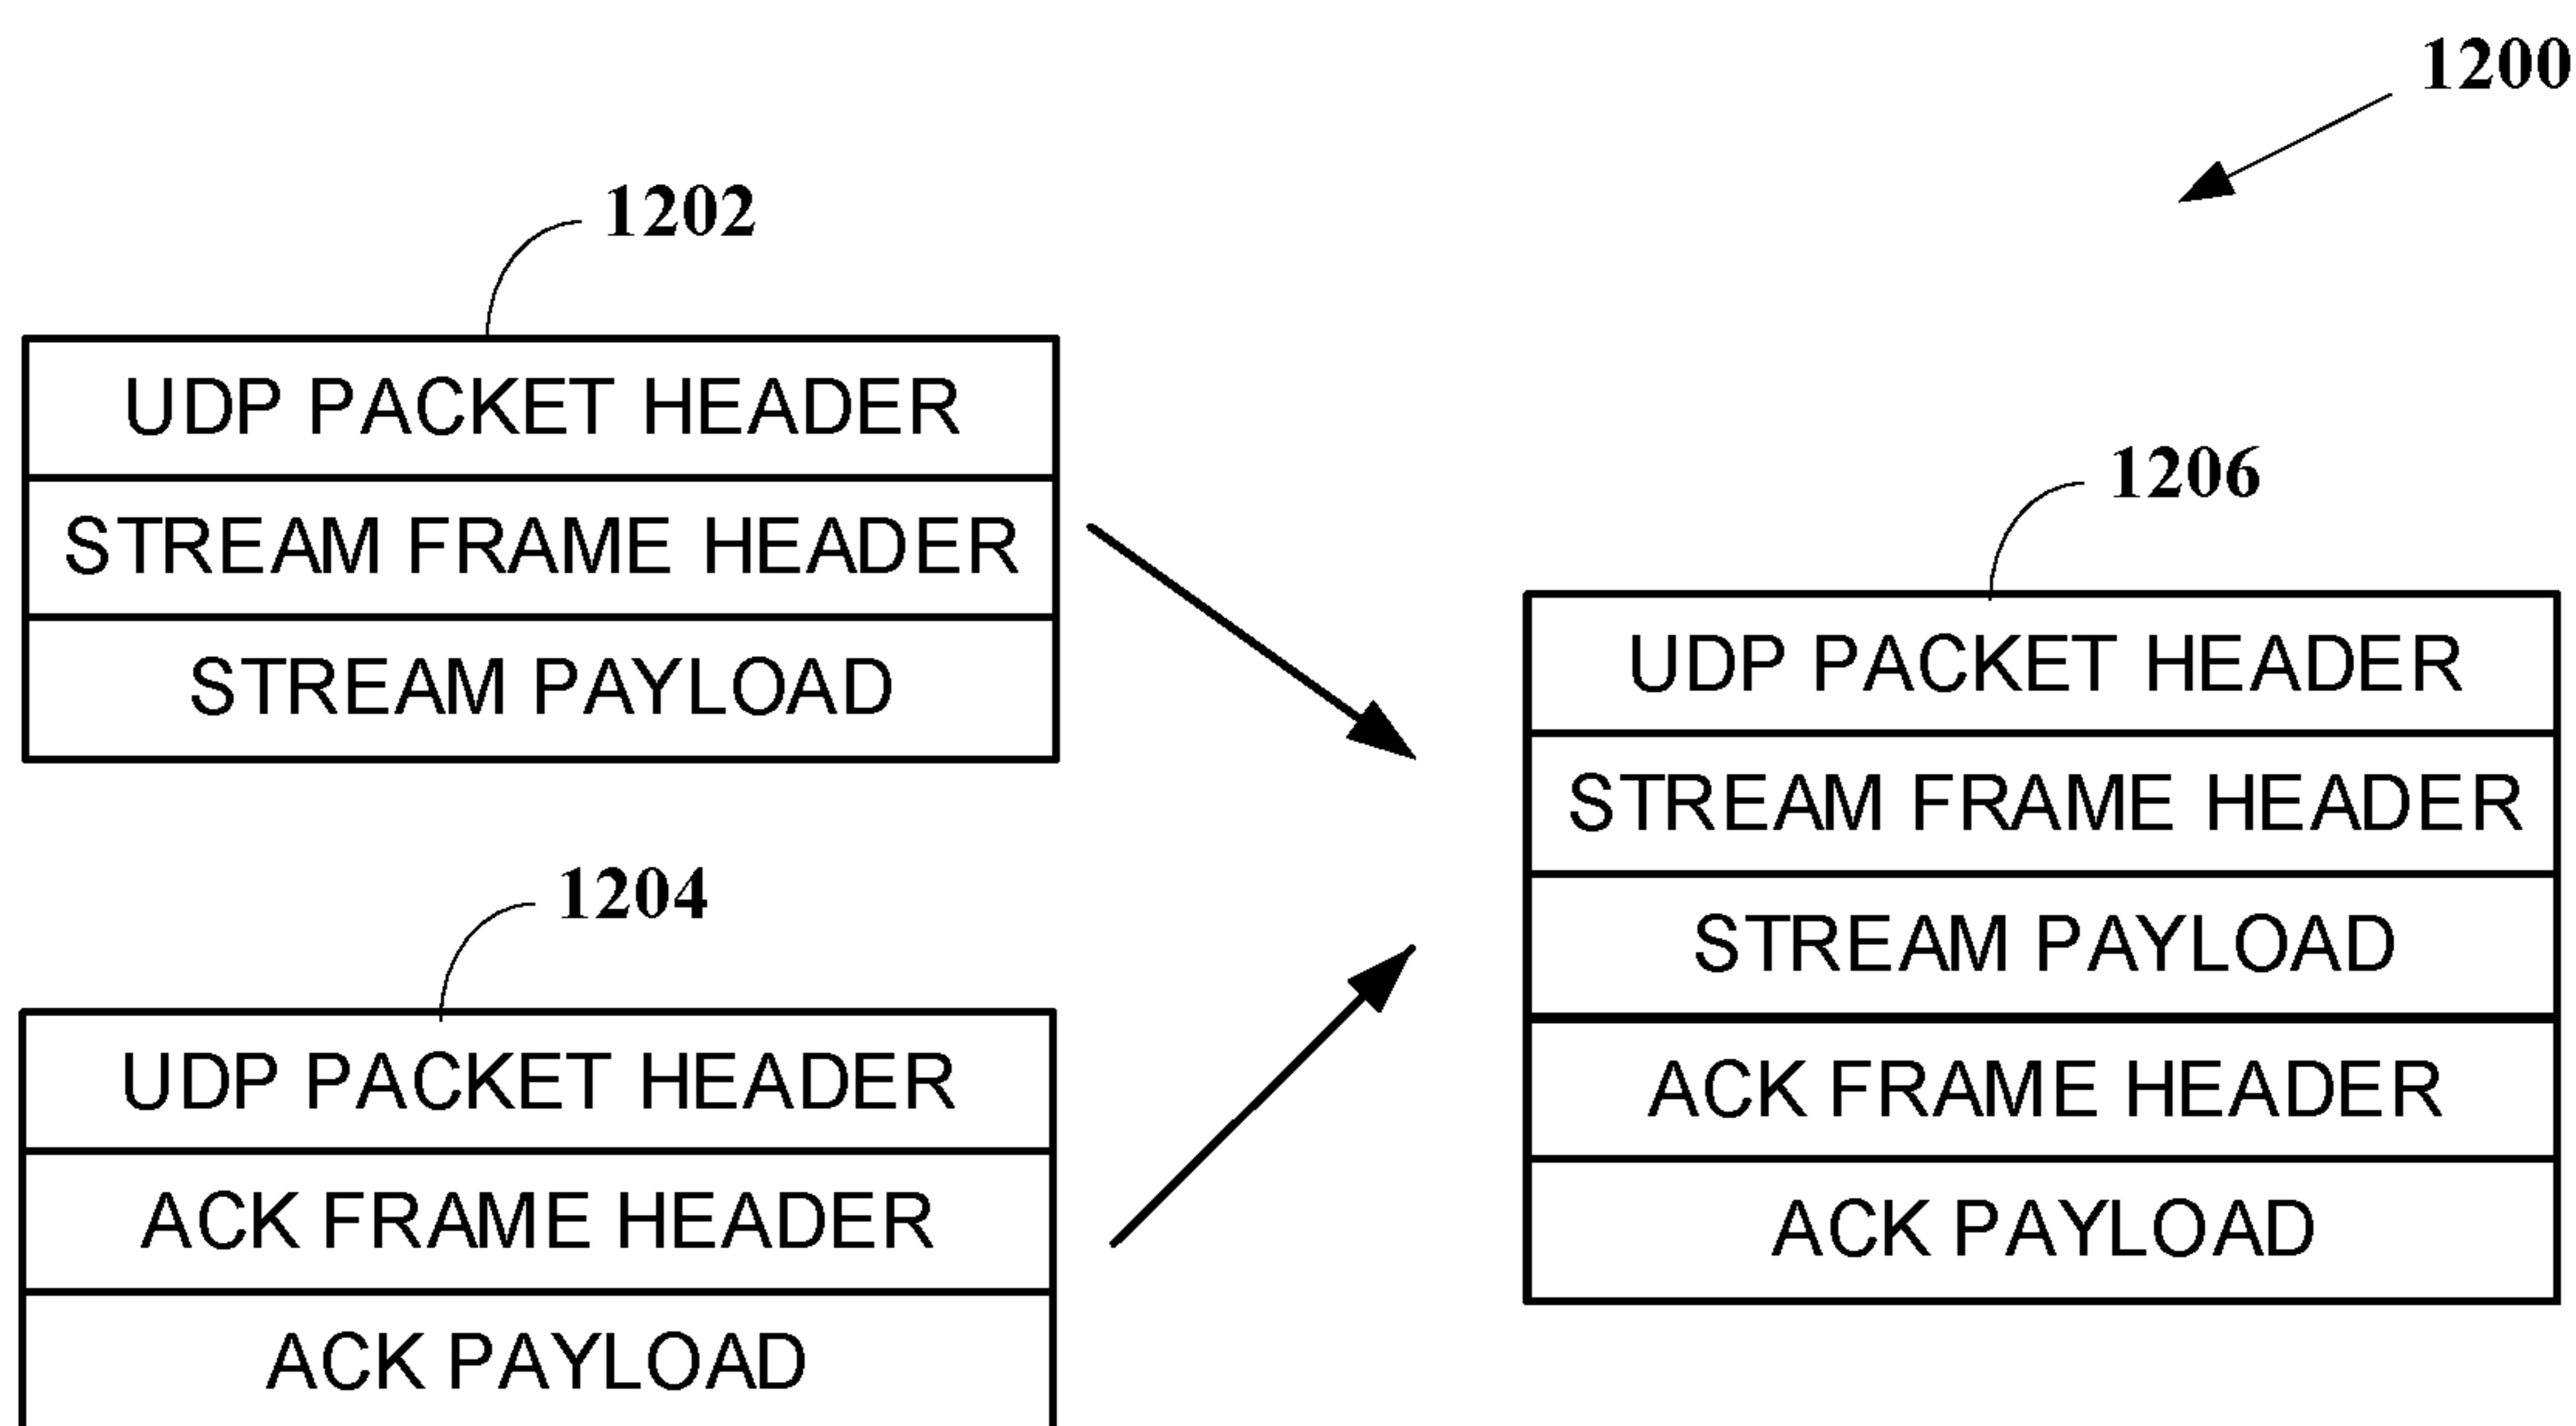 1200
1202
UDP PACKET HEADER
STREAM FRAME HEADER
STREAM PAYLOAD
1204
UDP PACKET HEADER
ACK FRAME HEADER
ACK PAYLOAD
1206
UDP PACKET HEADER
STREAM FRAME HEADER
STREAM PAYLOAD
ACK FRAME HEADER
ACK PAYLOAD